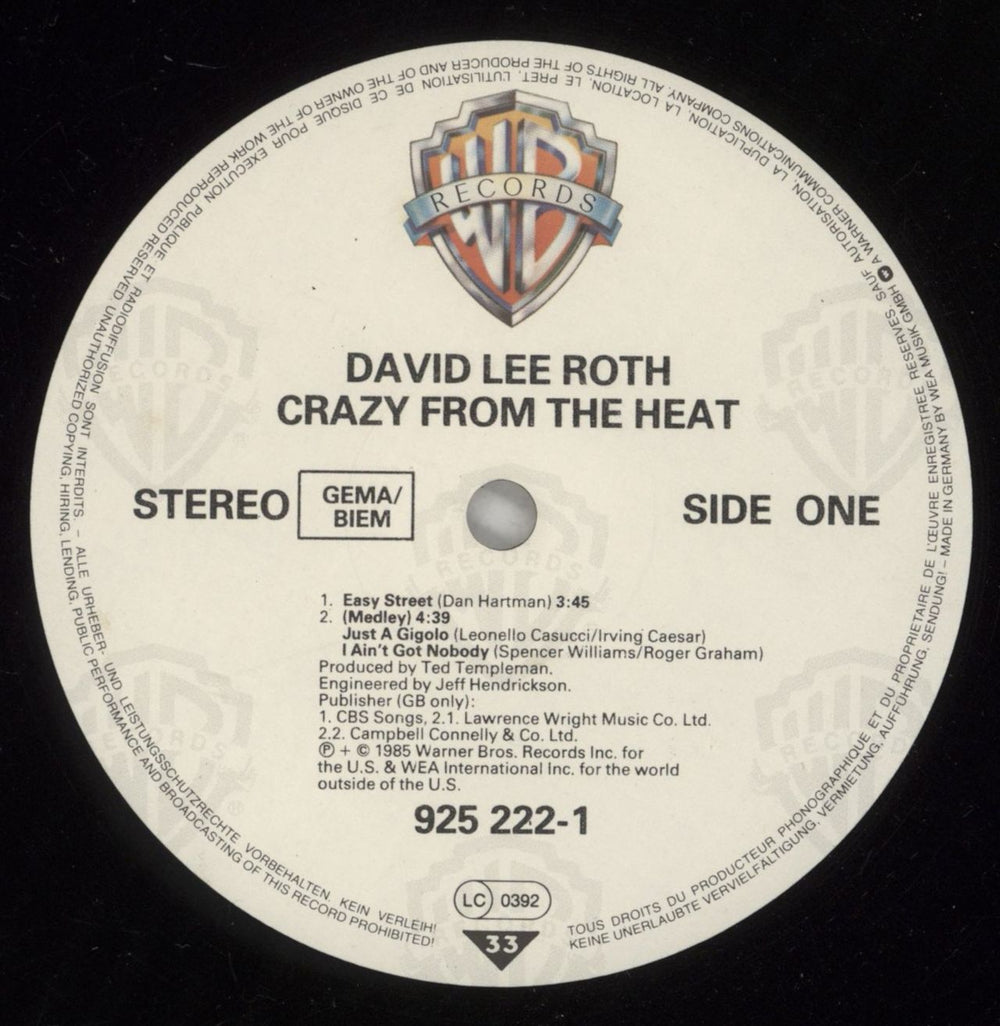 WB
RECORDS
DAVID LEE ROTH
CRAZY FROM THE HEAT
STEREO
GEMA/
BIEM
SIDE ONE
1. Easy Street (Dan Hartman) 3:45
2. (Medley) 4:39
Just A Gigolo (Leonello Casucci/Irving Caesar)
I Ain't Got Nobody (Spencer Williams/Roger Graham)
Produced by Ted Templeman.
Engineered by Jeff Hendrickson.
Publisher (GB only):
1. CBS Songs, 2.1. Lawrence Wright Music Co. Ltd.
2.2. Campbell Connelly & Co. Ltd.
℗ + © 1985 Warner Bros. Records Inc. for
the U.S. & WEA International Inc. for the world
outside of the U.S.
925 222-1
LC 0392
33
TOUS DROITS DU PRODUCTEUR PHONOGRAPHIQUE ET DU PROPRIETAIRE DE L'ŒUVRE ENREGISTREE RESERVES. SAUF AUTORISATION, LA DUPLICATION, LA LOCATION, LE PRET, L'UTILISATION DE CE DISQUE POUR EXECUTION PUBLIQUE ET RADIODIFFUSION SONT INTERDITS. – ALLE URHEBER- UND LEISTUNGSSCHUTZRECHTE VORBEHALTEN. KEIN VERLEIH!
KEINE UNERLAUBTE VERVIELFÄLTIGUNG, VERMIETUNG, AUFFÜHRUNG, SENDUNG! – MADE IN GERMANY BY WEA MUSIK GMBH A WARNER COMMUNICATIONS COMPANY. ALL RIGHTS OF THE PRODUCER AND OF THE OWNER OF THE WORK REPRODUCED RESERVED. UNAUTHORIZED COPYING, HIRING, LENDING, PUBLIC PERFORMANCE AND BROADCASTING OF THIS RECORD PROHIBITED!